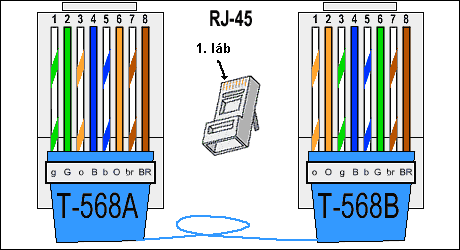 1 2 3 4 5 6 7 8
RJ-45
1 2 3 4 5 6 7 8
1. láb
g G o B b O br BR
o O g B b G br BR
T-568A
T-568B